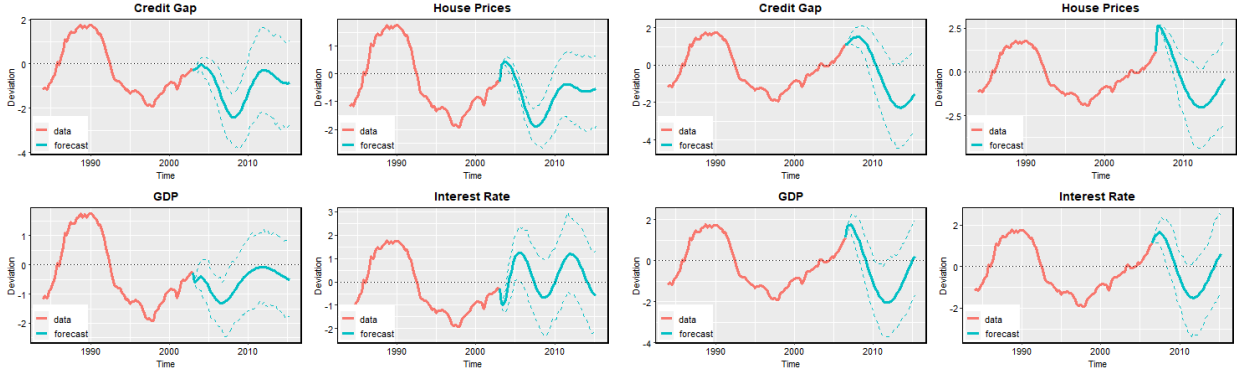 Credit Gap
House Prices
Credit Gap
House Prices
2
0
-2
-4
Deviation
data
forecast
1990
2000
2010
Time
1
0
-1
-2
Deviation
data
forecast
1990
2000
2010
Time
2
0
-2
-4
Deviation
data
forecast
1990
2000
2010
Time
2.5
0.0
-2.5
Deviation
data
forecast
1990
2000
2010
Time
GDP
Interest Rate
GDP
Interest Rate
1
0
-1
-2
Deviation
data
forecast
1990
2000
2010
Time
3
2
1
0
-1
-2
Deviation
data
forecast
1990
2000
2010
Time
2
0
-2
-4
Deviation
data
forecast
1990
2000
2010
Time
2
0
-2
Deviation
data
forecast
1990
2000
2010
Time